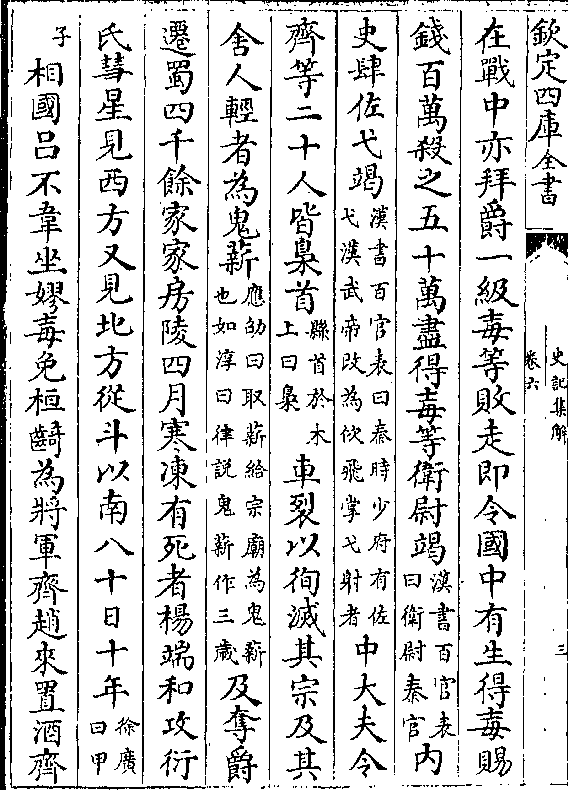 欽定四庫全書
史記集解
卷六
三
在戰中亦拜爵一級毒等敗走即令國中有生得毒賜
錢百萬殺之五十萬盡得毒等衛尉竭漢書百官表曰衛尉秦官内
史肆佐弋竭漢書百官表曰秦時少府有佐弋漢武帝改為佽飛掌弋射者中大夫令
齊等二十人皆梟首縣首於木上曰梟車裂以徇滅其宗及其
舍人輕者為鬼薪應劭曰取薪給宗廟為鬼薪也如淳曰律説鬼薪作三歲及奪爵
遷蜀四千餘家家房陵四月寒凍有死者楊端和攻衍
氏彗星見西方又見北方從斗以南八十日十年徐廣曰甲
子相國呂不韋坐嫪毒免桓齮為將軍齊趙來置酒齊